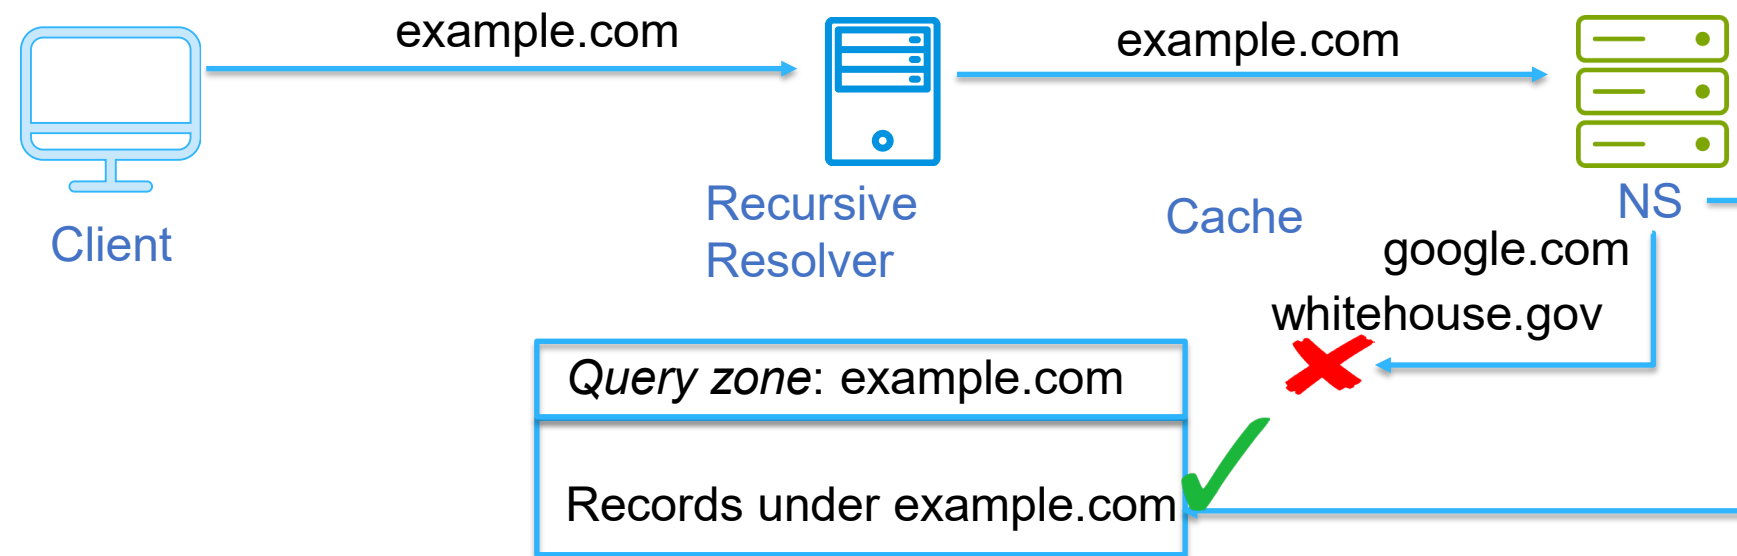 example.com
example.com
Client
Recursive
Resolver
Cache
NS
google.com
whitehouse.gov
Query zone: example.com
Records under example.com